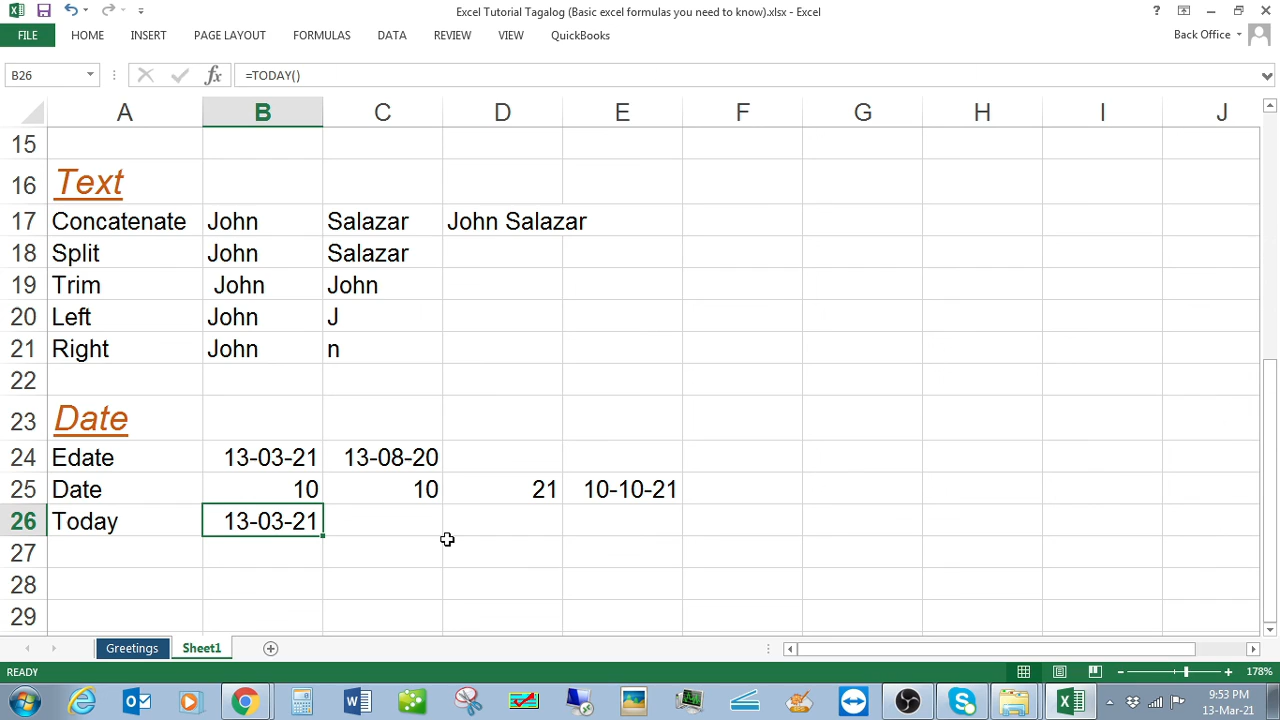 Excel Tutorial Tagalog (Basic excel formulas you need to know).xlsx - Excel
FILE HOME INSERT PAGE LAYOUT FORMULAS DATA REVIEW VIEW QuickBooks Back Office
B26 fx =TODAY()
A B C D E F G H I J
15
16 Text
17 Concatenate John Salazar John Salazar
18 Split John Salazar
19 Trim John John
20 Left John J
21 Right John n
22
23 Date
24 Edate 13-03-21 13-08-20
25 Date 10 10 21 10-10-21
26 Today 13-03-21
27
28
29
Greetings Sheet1
READY 178%
9:53 PM
13-Mar-21